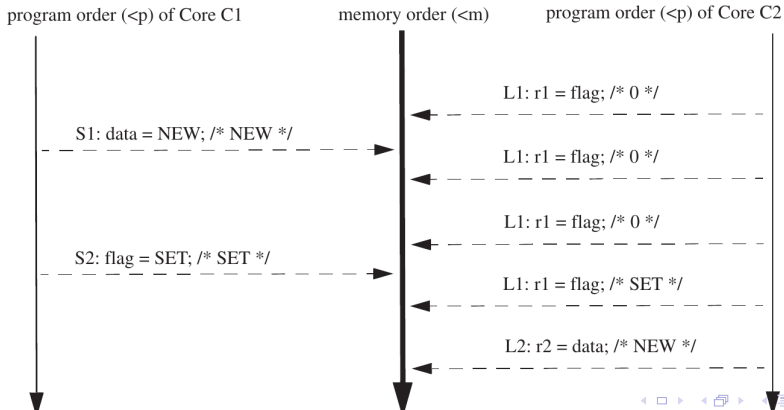 program order (<p) of Core C1
memory order (<m)
program order (<p) of Core C2
L1: r1 = flag; /* 0 */
S1: data = NEW; /* NEW */
L1: r1 = flag; /* 0 */
L1: r1 = flag; /* 0 */
S2: flag = SET; /* SET */
L1: r1 = flag; /* SET */
L2: r2 = data; /* NEW */